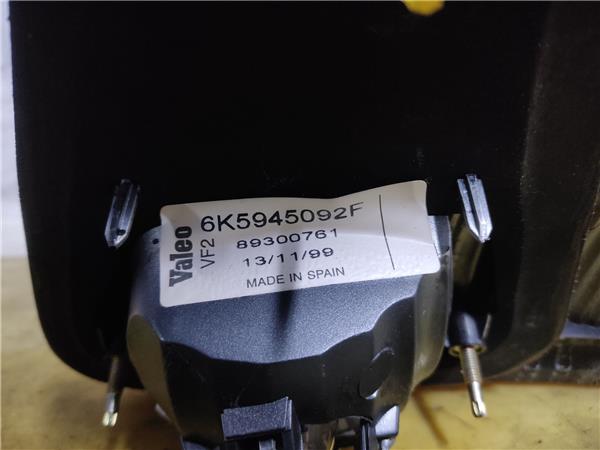 Valeo
VF2
6K5945092F
89300761
13/11/99
MADE IN SPAIN